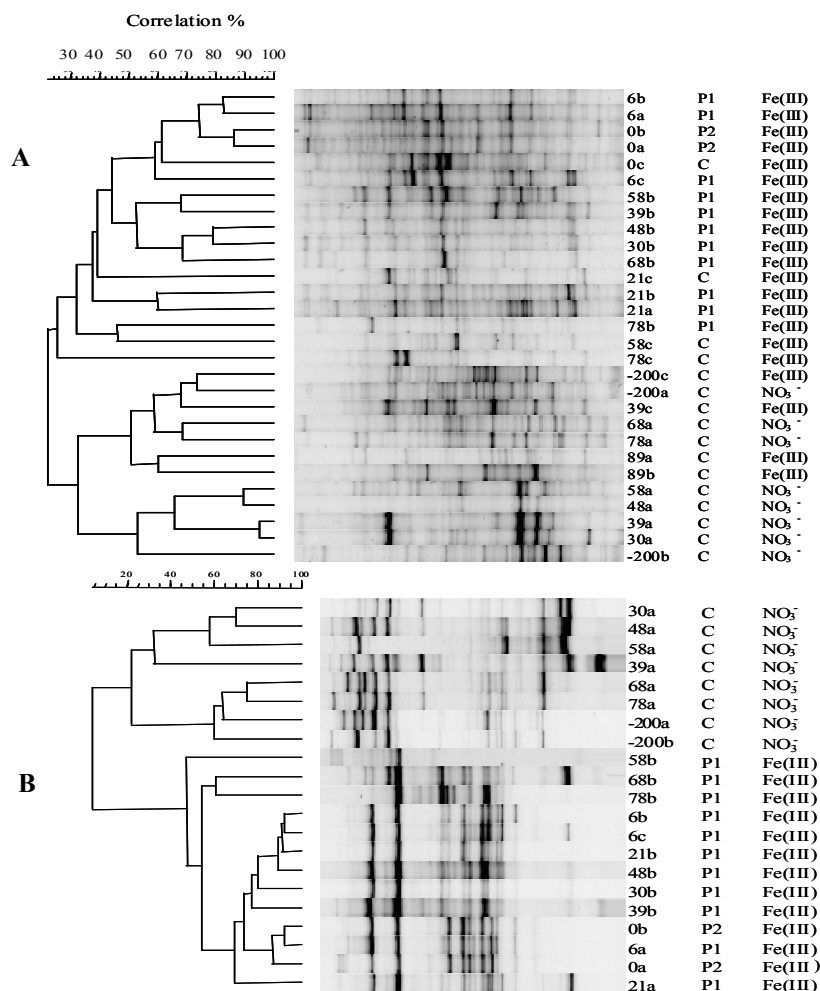 Correlation %
30 40 50 60 70 80 90 100
A
6b P1 Fe(III)
6a P1 Fe(III)
0b P2 Fe(III)
0a P2 Fe(III)
0c C Fe(III)
6c P1 Fe(III)
58b P1 Fe(III)
39b P1 Fe(III)
48b P1 Fe(III)
30b P1 Fe(III)
68b P1 Fe(III)
21c C Fe(III)
21b P1 Fe(III)
21a P1 Fe(III)
78b P1 Fe(III)
58c C Fe(III)
78c C Fe(III)
-200c C Fe(III)
-200a C NO₃⁻
39c C Fe(III)
68a C NO₃⁻
78a C NO₃⁻
89a C Fe(III)
89b C Fe(III)
58a C NO₃⁻
48a C NO₃⁻
39a C NO₃⁻
30a C NO₃⁻
-200b C NO₃⁻
20 40 60 80 100
B
30a C NO₃⁻
48a C NO₃⁻
58a C NO₃⁻
39a C NO₃⁻
68a C NO₃⁻
78a C NO₃⁻
-200a C NO₃⁻
-200b C NO₃⁻
58b P1 Fe(III)
68b P1 Fe(III)
78b P1 Fe(III)
6b P1 Fe(III)
6c P1 Fe(III)
21b P1 Fe(III)
48b P1 Fe(III)
30b P1 Fe(III)
39b P1 Fe(III)
0b P2 Fe(III)
6a P1 Fe(III)
0a P2 Fe(III)
21a P1 Fe(III)